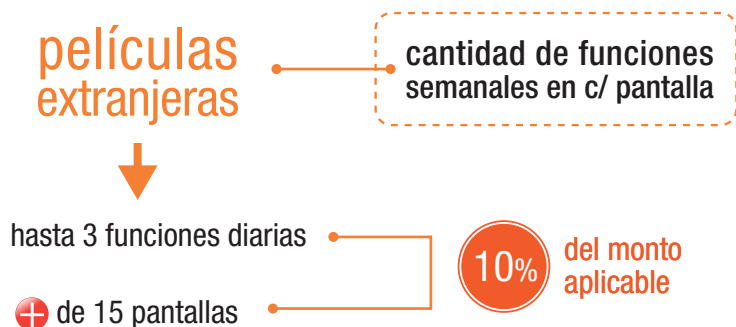 películas
extranjeras
cantidad de funciones
semanales en c/ pantalla
hasta 3 funciones diarias
+ de 15 pantallas
10%
del monto
aplicable